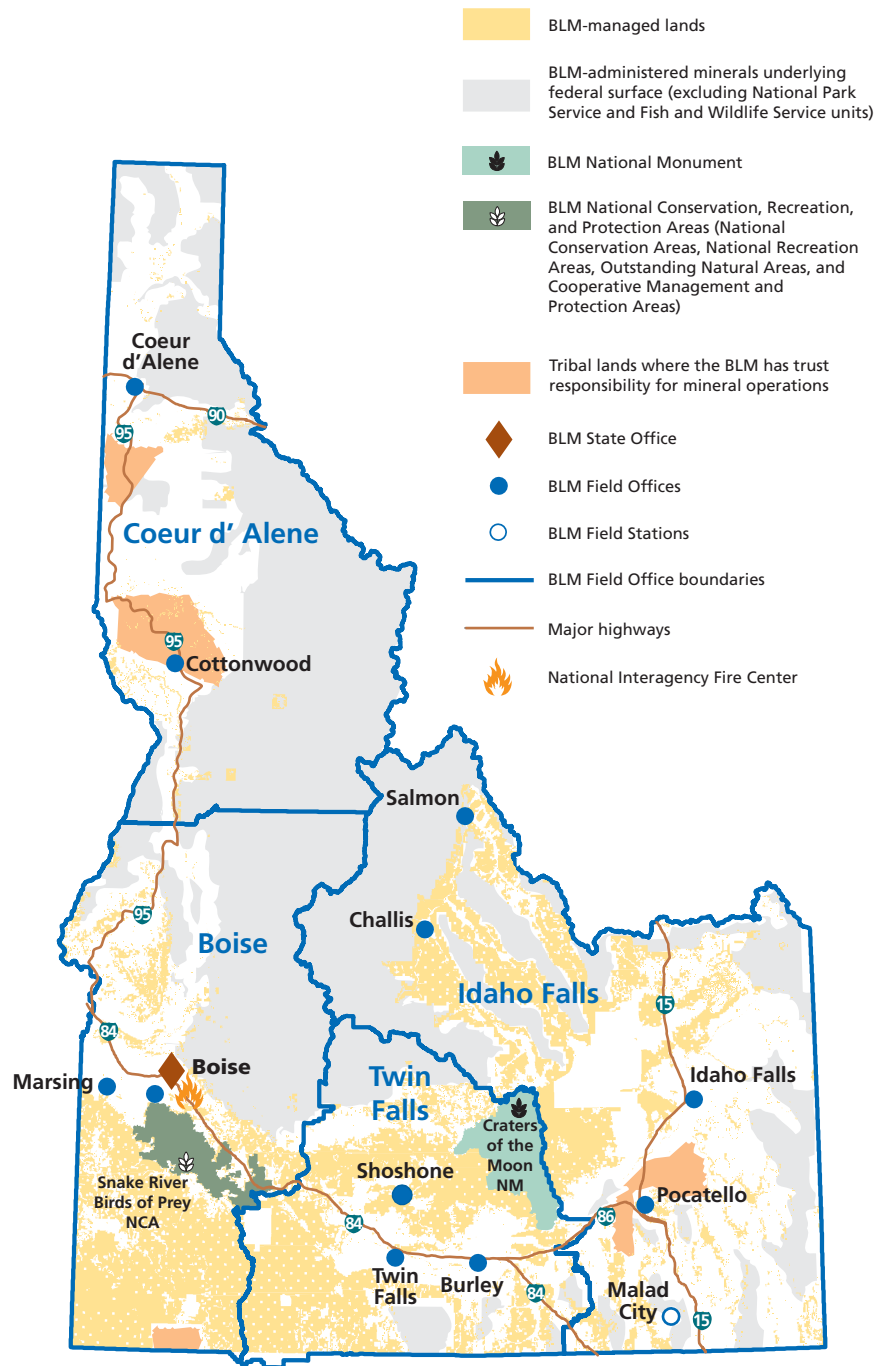 BLM-managed lands
BLM-administered minerals underlying
federal surface (excluding National Park
Service and Fish and Wildlife Service units)
BLM National Monument
BLM National Conservation, Recreation,
and Protection Areas (National
Conservation Areas, National Recreation
Areas, Outstanding Natural Areas, and
Cooperative Management and
Protection Areas)
Tribal lands where the BLM has trust
responsibility for mineral operations
BLM State Office
BLM Field Offices
BLM Field Stations
BLM Field Office boundaries
Major highways
National Interagency Fire Center
Coeur
d'Alene
90
95
Coeur d' Alene
95
Cottonwood
Salmon
95
Challis
Boise
Idaho Falls
15
84
Boise
Marsing
Twin
Falls
Idaho Falls
Craters
of the
Moon
NM
Snake River
Birds of Prey
NCA
Shoshone
Pocatello
86
84
Twin
Falls
Burley
84
Malad
City
15